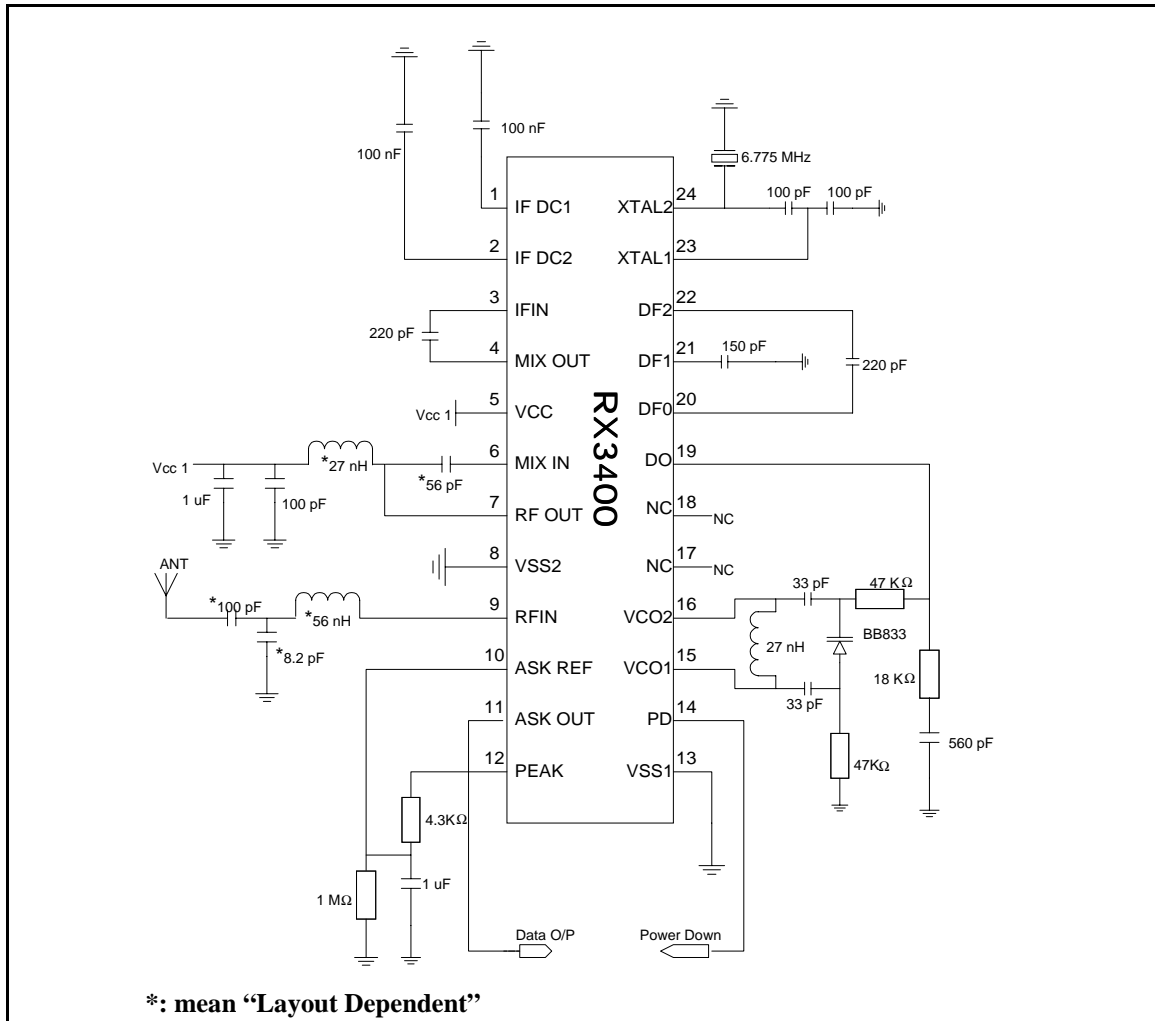 100 nF
100 nF
6.775 MHz
100 pF
100 pF
1
IF DC1
XTAL2
24
2
IF DC2
XTAL1
23
3
IFIN
DF2
22
220 pF
4
MIX OUT
DF1
21
150 pF
220 pF
Vcc 1
5
VCC
DF0
20
RX3400
Vcc 1
*27 nH
*56 pF
6
MIX IN
DO
19
1 uF
100 pF
7
RF OUT
NC
18
NC
8
VSS2
NC
17
NC
ANT
*100 pF
*56 nH
*8.2 pF
9
RFIN
VCO2
16
33 pF
47 KΩ
27 nH
BB833
10
ASK REF
VCO1
15
33 pF
18 KΩ
11
ASK OUT
PD
14
560 pF
12
PEAK
VSS1
13
47KΩ
4.3KΩ
1 MΩ
1 uF
Data O/P
Power Down
*: mean “Layout Dependent”